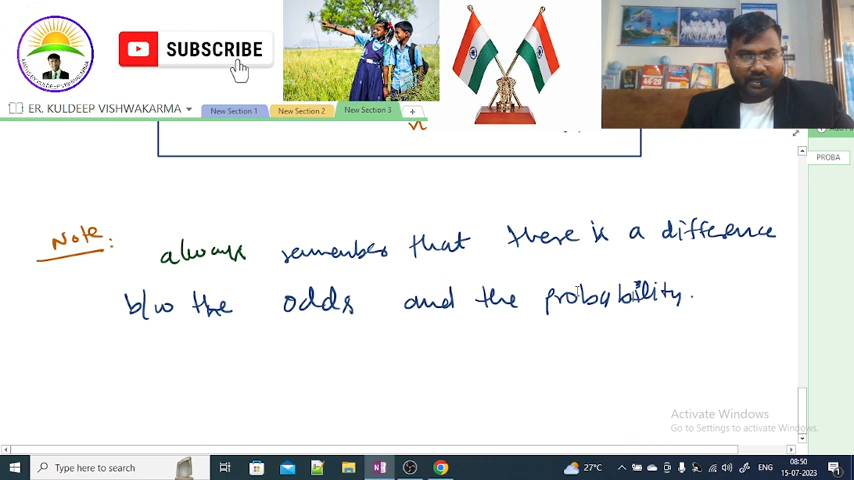 SUBSCRIBE
ER. KULDEEP VISHWAKARMA
New Section 1
New Section 2
New Section 3
+
n
PROBA
Note:
always remember that there is a difference
b/w the odds and the probability.
Activate Windows
Go to Settings to activate Windows.
Type here to search
27°C
ENG
08:50
15-07-2023